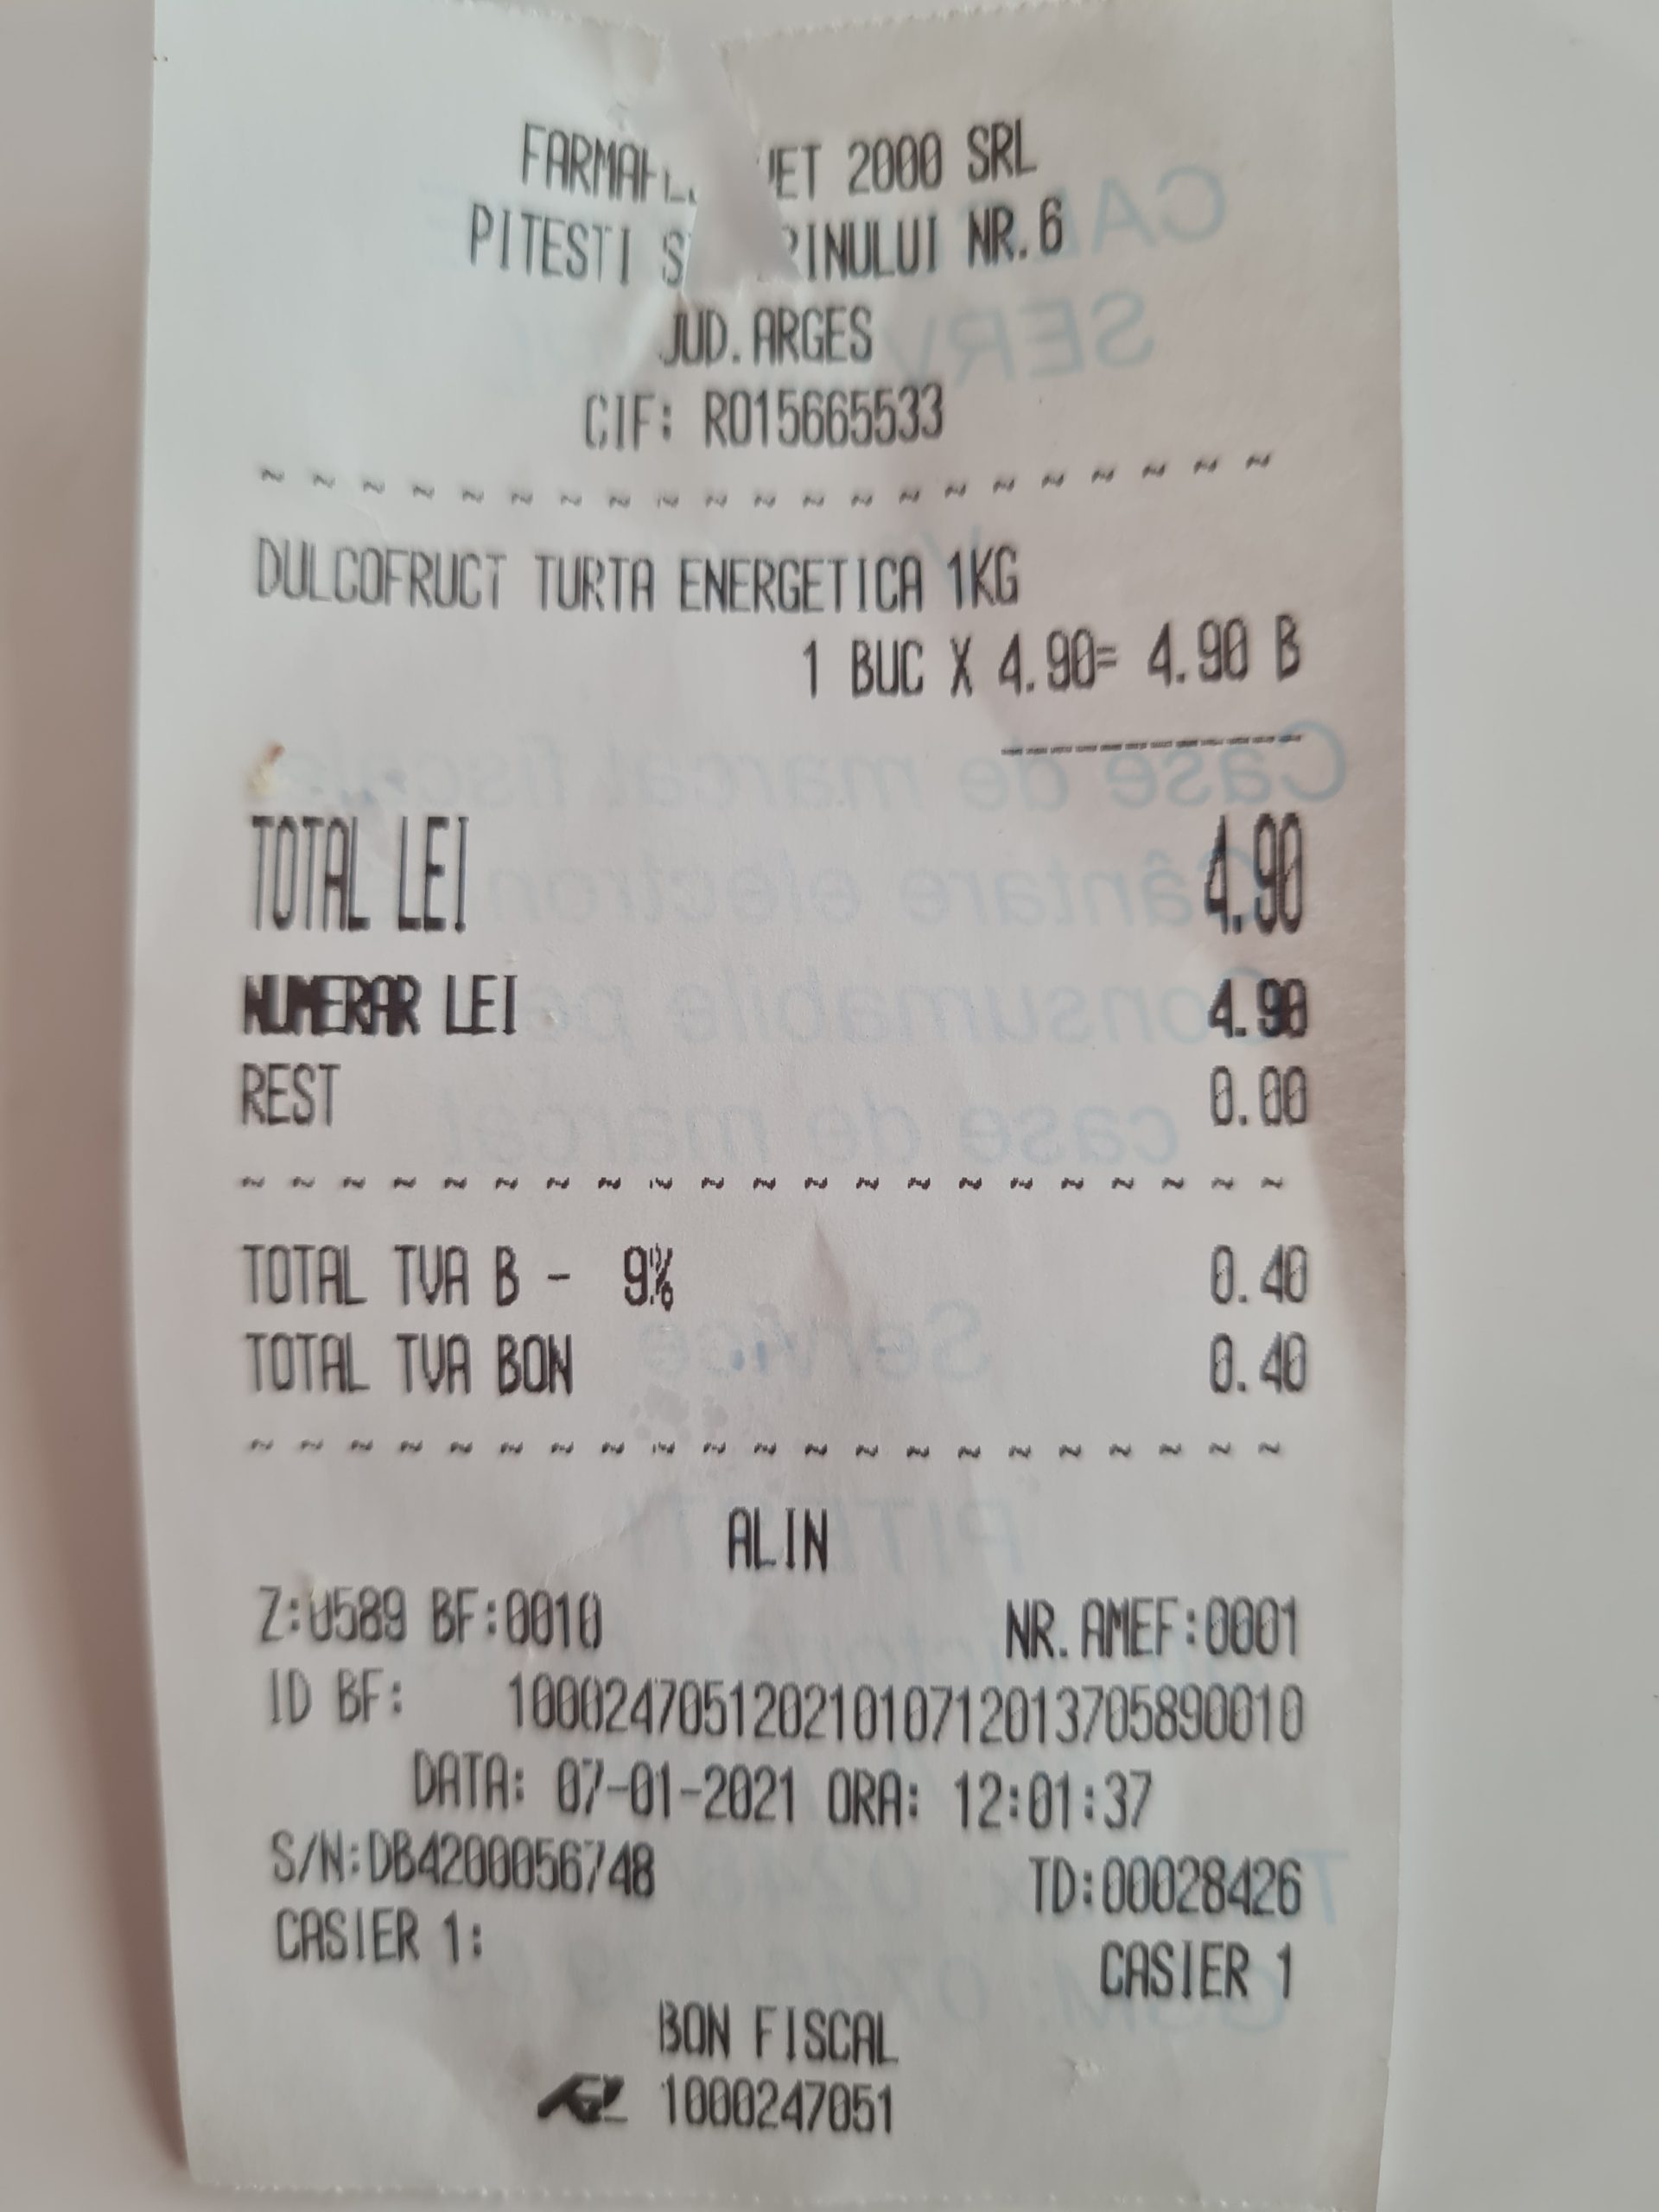 2000 SRL
PITESTI NR.6
JUD.ARGES
CIF: RO15665533
~ ~ ~ ~ ~ ~ ~ ~ ~ ~ ~ ~ ~ ~ ~ ~ ~ ~ ~ ~ ~
DULCOFRUCT TURTA ENERGETICA 1KG
1 BUC X 4.90= 4.90 B
TOTAL LEI 4.90
NUMERAR LEI 4.90
REST 0.00
~ ~ ~ ~ ~ ~ ~ ~ ~ ~ ~ ~ ~ ~ ~ ~ ~ ~ ~ ~ ~
TOTAL TVA B - 9% 0.40
TOTAL TVA BON 0.40
~ ~ ~ ~ ~ ~ ~ ~ ~ ~ ~ ~ ~ ~ ~ ~ ~ ~ ~ ~ ~
ALIN
Z:0589 BF:0010 NR.AMEF:0001
ID BF: 10002470512021010712013705890010
DATA: 07-01-2021 ORA: 12:01:37
S/N:DB4200056748 TD:00028426
CASIER 1: CASIER 1
BON FISCAL
1000247051